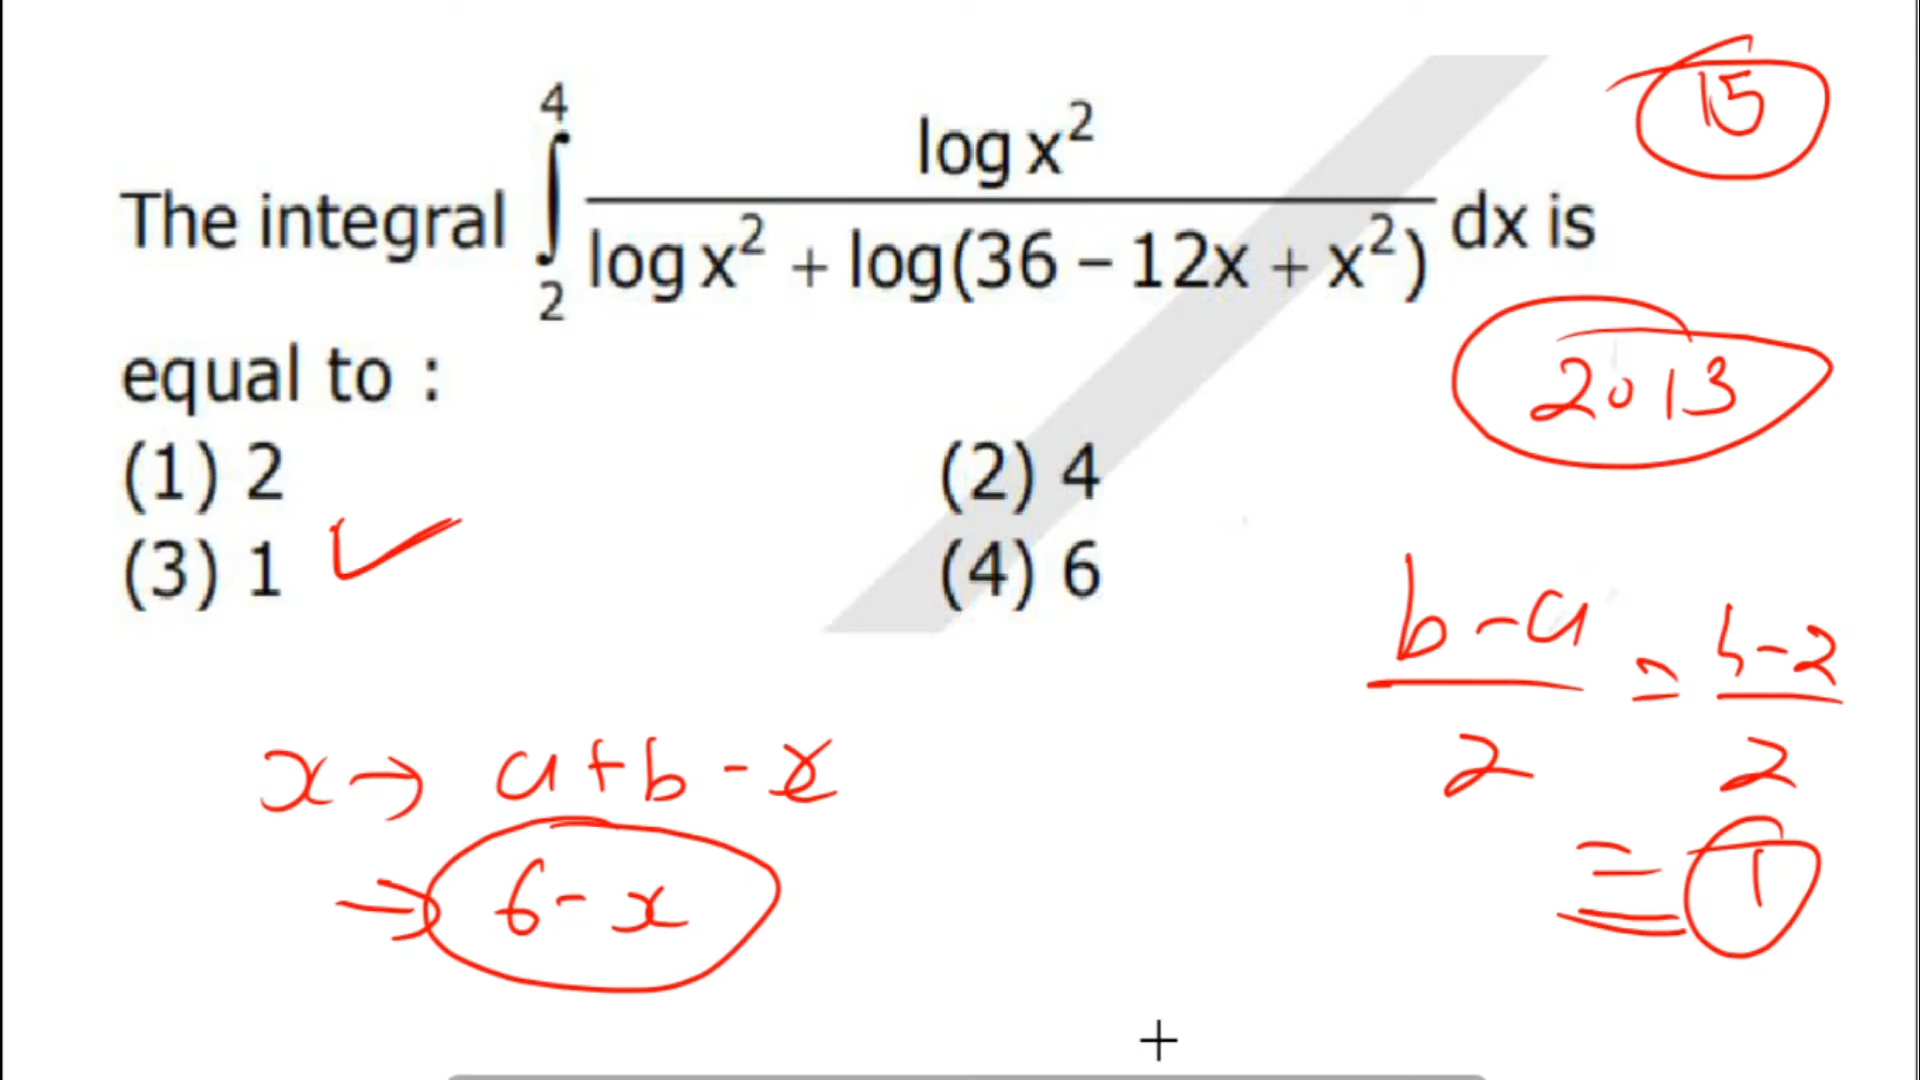 15
The integral ∫₂⁴ log x² / (log x² + log(36 − 12x + x²)) dx is
2013
equal to :
(1) 2 (2) 4
(3) 1 ✓ (4) 6
b-a/2 = 4-2/2
x → a+b-x
= 1
⇒ 6-x